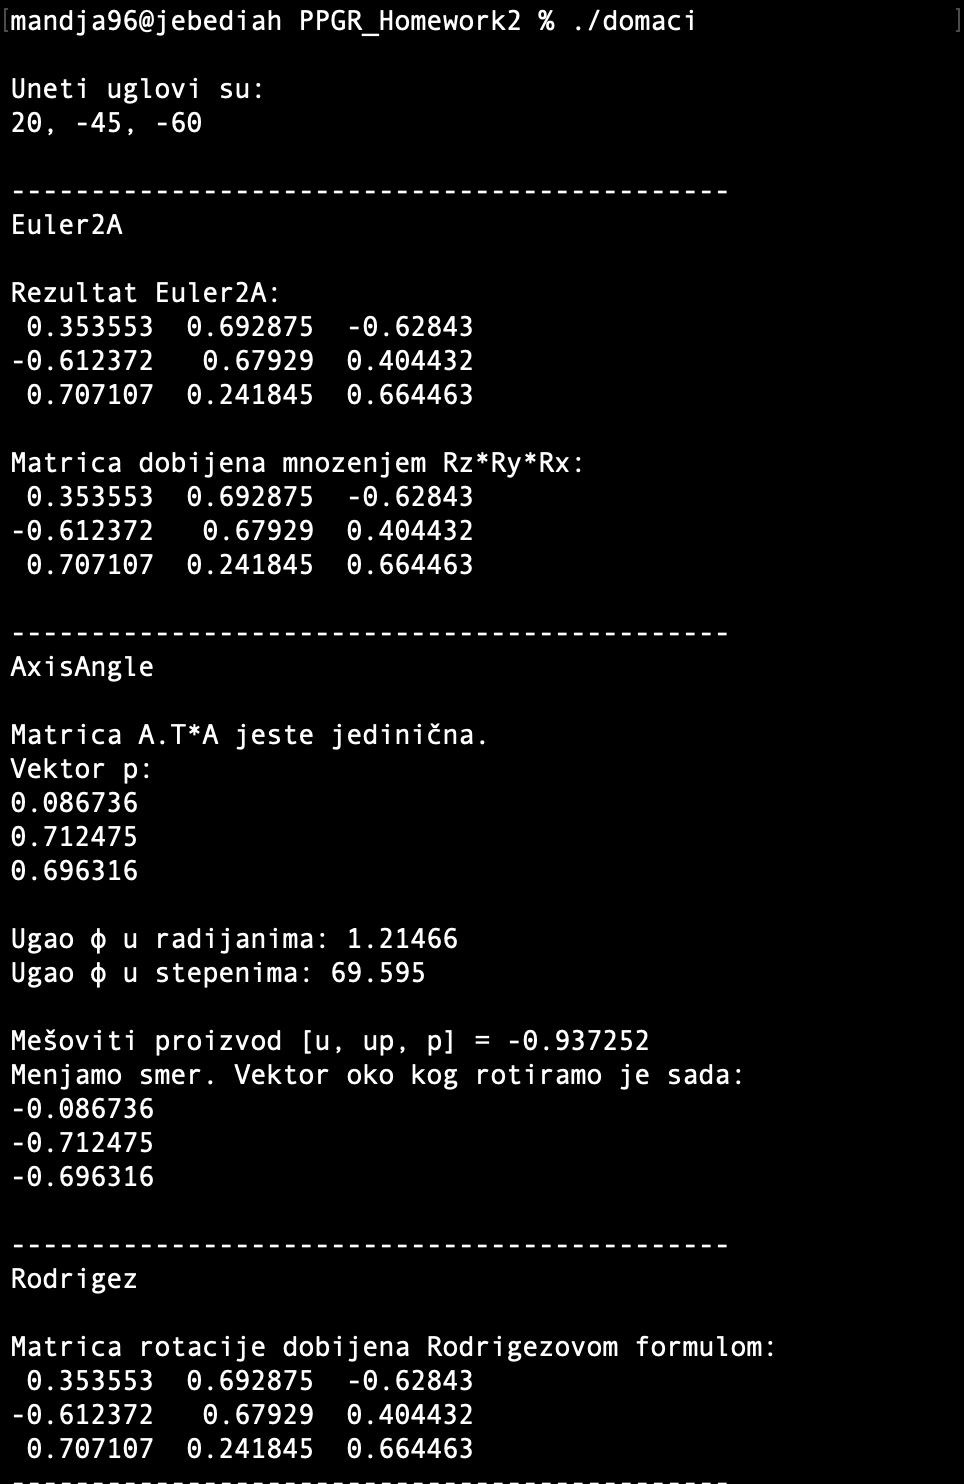 [mandja96@jebediah PPGR_Homework2 % ./domaci ]
Uneti uglovi su:
20, -45, -60
---------------------------------------------
Euler2A
Rezultat Euler2A:
0.353553 0.692875 -0.62843
-0.612372 0.67929 0.404432
0.707107 0.241845 0.664463
Matrica dobijena mnozenjem Rz*Ry*Rx:
0.353553 0.692875 -0.62843
-0.612372 0.67929 0.404432
0.707107 0.241845 0.664463
---------------------------------------------
AxisAngle
Matrica A.T*A jeste jedinična.
Vektor p:
0.086736
0.712475
0.696316
Ugao ϕ u radijanima: 1.21466
Ugao ϕ u stepenima: 69.595
Mešoviti proizvod [u, up, p] = -0.937252
Menjamo smer. Vektor oko kog rotiramo je sada:
-0.086736
-0.712475
-0.696316
---------------------------------------------
Rodrigez
Matrica rotacije dobijena Rodrigezovom formulom:
0.353553 0.692875 -0.62843
-0.612372 0.67929 0.404432
0.707107 0.241845 0.664463
---------------------------------------------